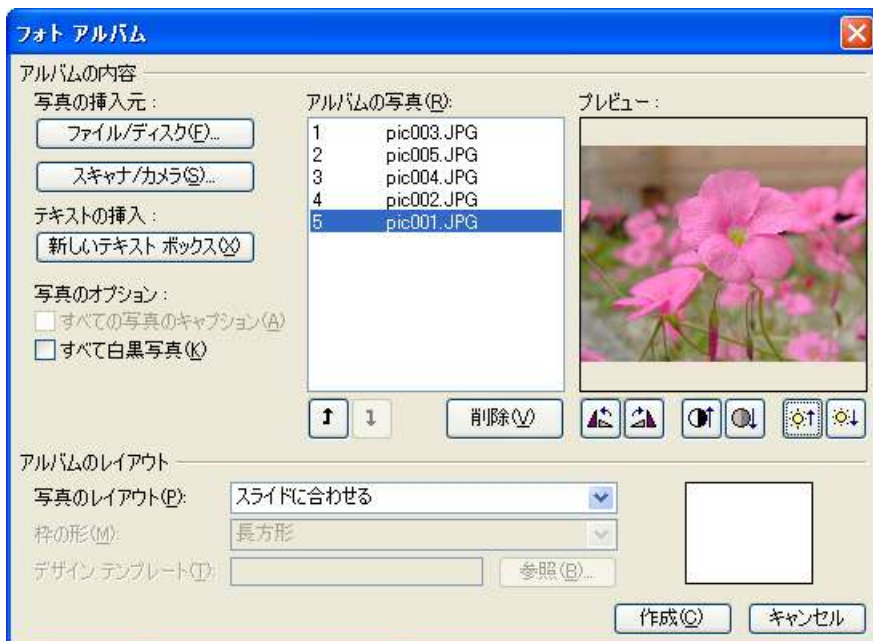 フォト アルバム
アルバムの内容
写真の挿入元：
ファイル/ディスク(F)...
スキャナ/カメラ(S)...
テキストの挿入：
新しいテキスト ボックス(X)
写真のオプション：
すべての写真のキャプション(A)
すべて白黒写真(K)
アルバムの写真(R):
1 pic003.JPG
2 pic005.JPG
3 pic004.JPG
4 pic002.JPG
5 pic001.JPG
削除(V)
プレビュー：
アルバムのレイアウト
写真のレイアウト(P): スライドに合わせる
枠の形(M): 長方形
デザイン テンプレート(T): 参照(B)...
作成(C) キャンセル